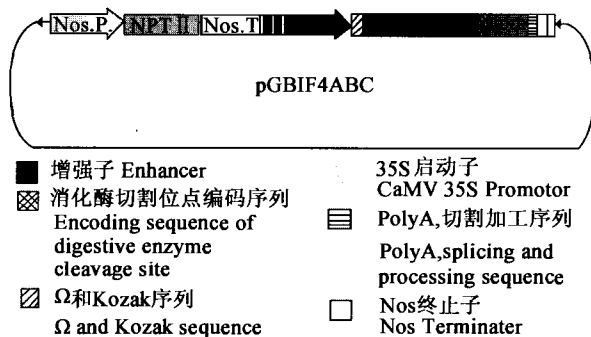 Nos.P. NPTⅡ Nos.T
pGBIF4ABC
增强子 Enhancer
消化酶切割位点编码序列
Encoding sequence of
digestive enzyme
cleavage site
Ω和Kozak序列
Ω and Kozak sequence
35S启动子
CaMV 35S Promotor
PolyA,切割加工序列
PolyA,splicing and
processing sequence
Nos终止子
Nos Terminater